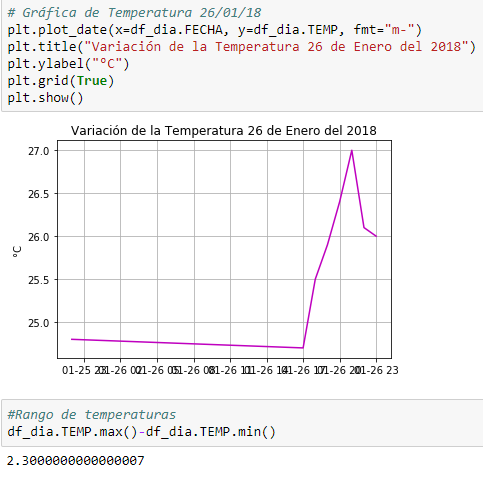 # Gráfica de Temperatura 26/01/18
plt.plot_date(x=df_dia.FECHA, y=df_dia.TEMP, fmt="m-")
plt.title("Variación de la Temperatura 26 de Enero del 2018")
plt.ylabel("ºC")
plt.grid(True)
plt.show()
Variación de la Temperatura 26 de Enero del 2018
27.0
26.5
26.0
25.5
25.0
ºC
01-25 23 01-26 02 01-26 05 01-26 08 01-26 11 01-26 14 01-26 17 01-26 20 01-26 23
#Rango de temperaturas
df_dia.TEMP.max()-df_dia.TEMP.min()
2.3000000000000007